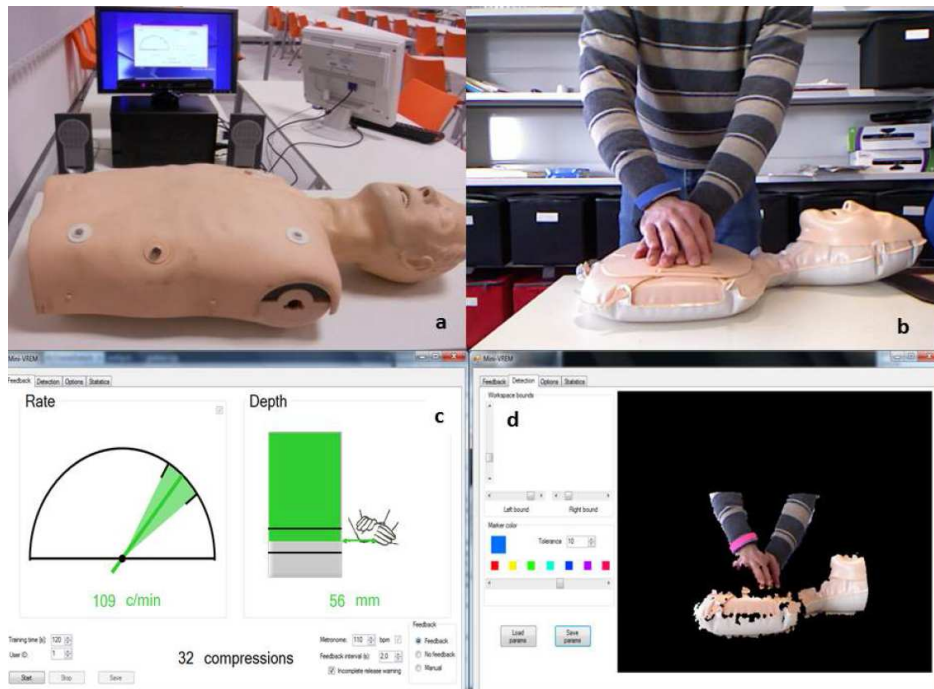 a
b
Mini-VREM
Feedback Detection Options Statistics
Rate
Depth
c
109 c/min
56 mm
Training time [s]: 120
User ID: 1
32 compressions
Metronome: 110 bpm
Feedback interval (s): 2,0
Incomplete release warning
Feedback
Feedback
No feedback
Manual
Start Stop Save
Mini-VREM
Feedback Detection Options Statistics
Workspace bounds
d
Left bound Right bound
Marker color
Tolerance 10
Load params
Save params